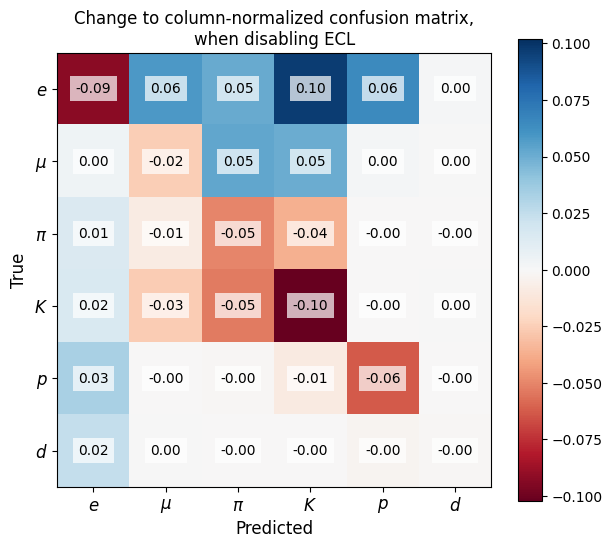 Change to column-normalized confusion matrix,
when disabling ECL
True
e -0.09 0.06 0.05 0.10 0.06 0.00
μ 0.00 -0.02 0.05 0.05 0.00 0.00
π 0.01 -0.01 -0.05 -0.04 -0.00 -0.00
K 0.02 -0.03 -0.05 -0.10 -0.00 0.00
p 0.03 -0.00 -0.00 -0.01 -0.06 -0.00
d 0.02 0.00 -0.00 -0.00 -0.00 -0.00
e μ π K p d
Predicted
0.100
0.075
0.050
0.025
0.000
−0.025
−0.050
−0.075
−0.100